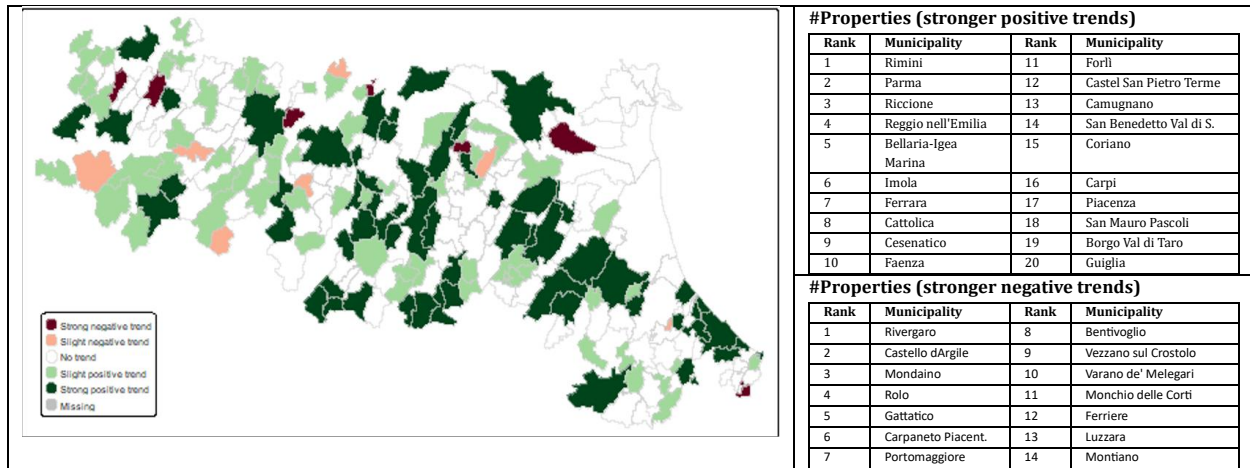 Strong negative trend
Slight negative trend
No trend
Slight positive trend
Strong positive trend
Missing
#Properties (stronger positive trends)
Rank Municipality Rank Municipality
1 Rimini 11 Forlì
2 Parma 12 Castel San Pietro Terme
3 Riccione 13 Camugnano
4 Reggio nell'Emilia 14 San Benedetto Val di S.
5 Bellaria-Igea 15 Coriano
Marina
6 Imola 16 Carpi
7 Ferrara 17 Piacenza
8 Cattolica 18 San Mauro Pascoli
9 Cesenatico 19 Borgo Val di Taro
10 Faenza 20 Guiglia
#Properties (stronger negative trends)
Rank Municipality Rank Municipality
1 Rivergaro 8 Bentivoglio
2 Castello dArgile 9 Vezzano sul Crostolo
3 Mondaino 10 Varano de' Melegari
4 Rolo 11 Monchio delle Corti
5 Gattatico 12 Ferriere
6 Carpaneto Piacent. 13 Luzzara
7 Portomaggiore 14 Montiano